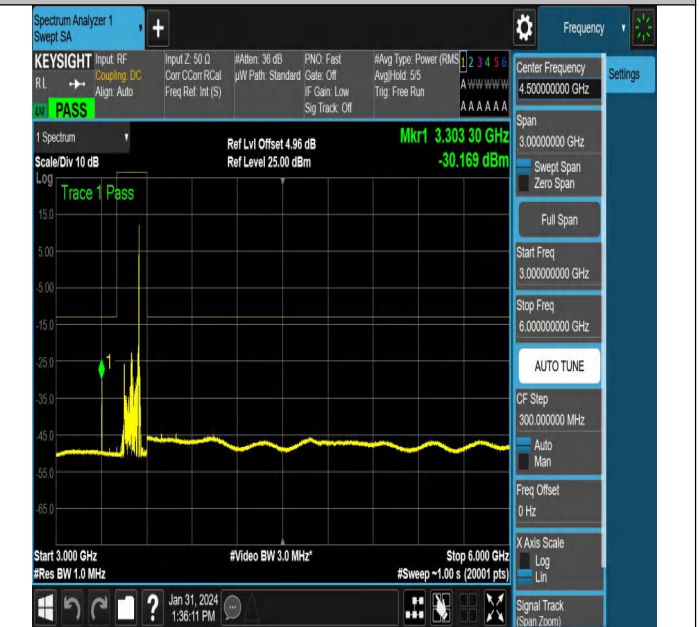 Spectrum Analyzer 1
Swept SA
+
Frequency
KEYSIGHT
RL
LXI
PASS
Input: RF
Coupling: DC
Align: Auto
Input Z: 50 Ω
Corr CCorr RCal
Freq Ref: Int (S)
#Atten: 36 dB
µW Path: Standard
PNO: Fast
Gate: Off
IF Gain: Low
Sig Track: Off
#Avg Type: Power (RMS
Avg|Hold: 5/5
Trig: Free Run
1 2 3 4 5 6
A W W W W W
A A A A A A
1 Spectrum
Scale/Div 10 dB
Ref Lvl Offset 4.96 dB
Ref Level 25.00 dBm
Mkr1 3.303 30 GHz
-30.169 dBm
Log
Trace 1 Pass
15.0
5.00
-5.00
-15.0
-25.0
-35.0
-45.0
-55.0
-65.0
1
Start 3.000 GHz
#Res BW 1.0 MHz
#Video BW 3.0 MHz*
Stop 6.000 GHz
#Sweep ~1.00 s (20001 pts)
?
Jan 31, 2024
1:36:11 PM
Center Frequency
4.500000000 GHz
Settings
Span
3.00000000 GHz
Swept Span
Zero Span
Full Span
Start Freq
3.000000000 GHz
Stop Freq
6.000000000 GHz
AUTO TUNE
CF Step
300.000000 MHz
Auto
Man
Freq Offset
0 Hz
X Axis Scale
Log
Lin
Signal Track
(Span Zoom)